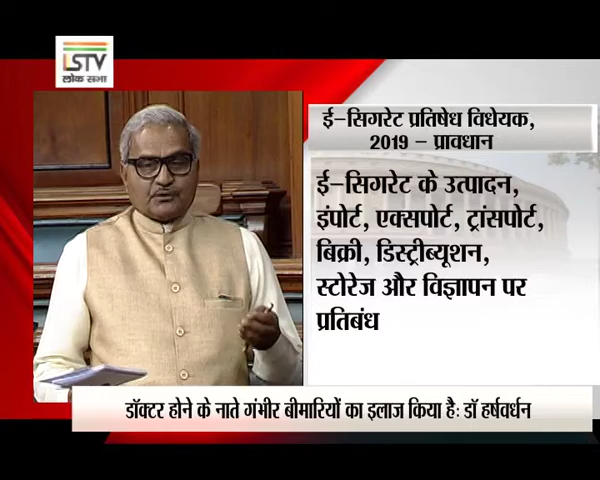 LSTV
लोक सभा
ई-सिगरेट प्रतिषेध विधेयक,
2019 - प्रावधान
ई-सिगरेट के उत्पादन,
इंपोर्ट, एक्सपोर्ट, ट्रांसपोर्ट,
बिक्री, डिस्ट्रीब्यूशन,
स्टोरेज और विज्ञापन पर
प्रतिबंध
डॉक्टर होने के नाते गंभीर बीमारियों का इलाज किया हैः डॉ हर्षवर्धन